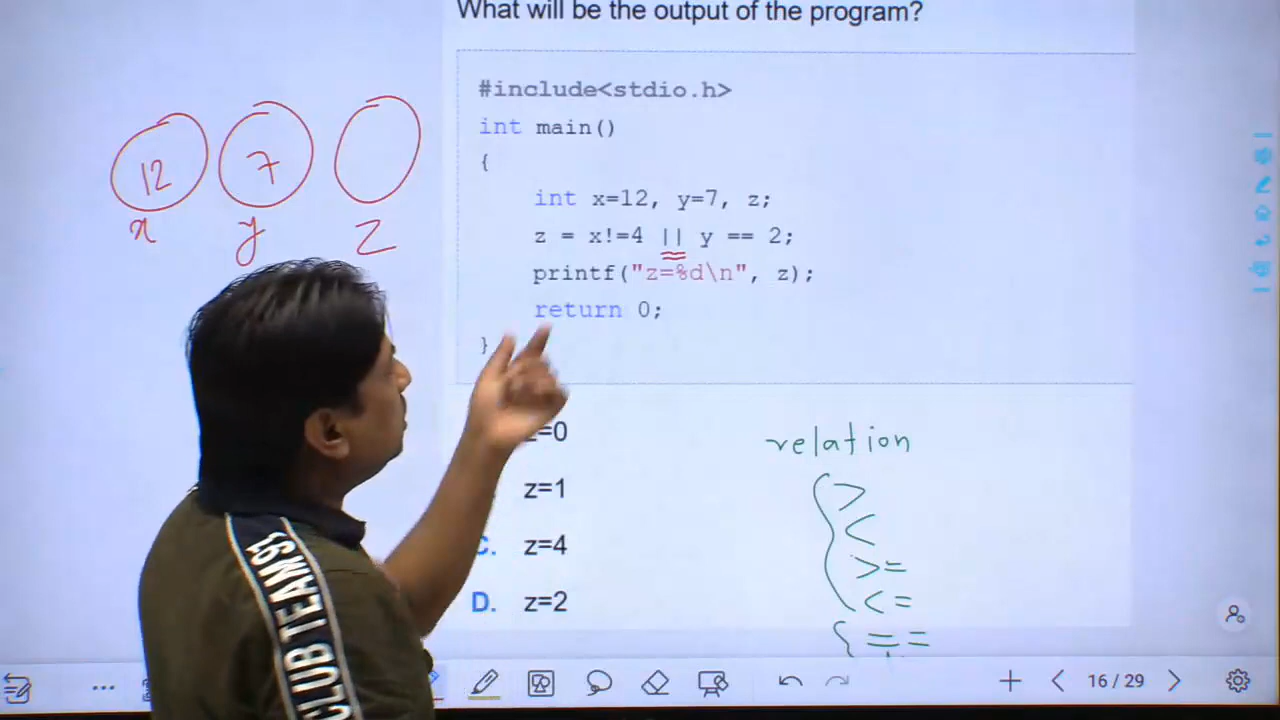 What will be the output of the program?
#include<stdio.h>
int main()
{
int x=12, y=7, z;
z = x!=4 || y == 2;
printf("z=%d\n", z);
return 0;
}
12
7
x
y
z
z=0
z=1
C. z=4
D. z=2
relation
>
<
>=
<=
==
CLUB TEAMS
16/29